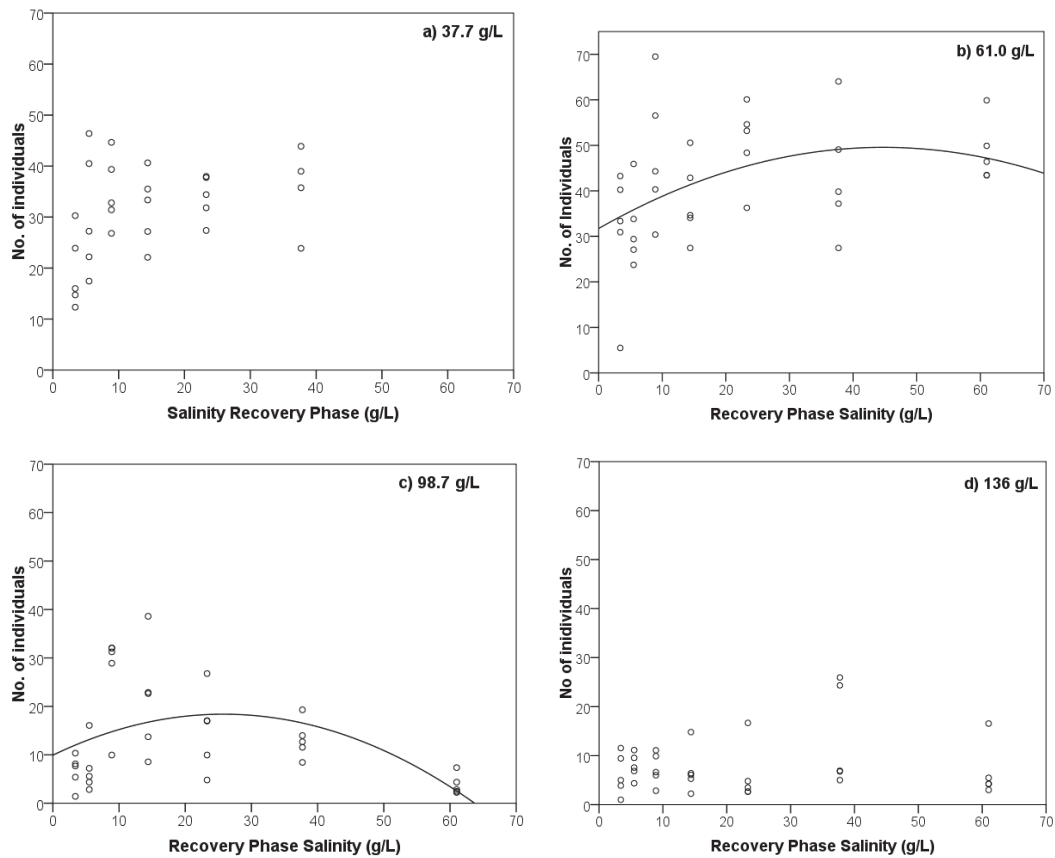 a) 37.7 g/L
No. of individuals
70
60
50
40
30
20
10
0
0 10 20 30 40 50 60 70
Salinity Recovery Phase (g/L)
b) 61.0 g/L
No. of Individuals
70
60
50
40
30
20
10
0
0 10 20 30 40 50 60 70
Recovery Phase Salinity (g/L)
c) 98.7 g/L
No. of individuals
70
60
50
40
30
20
10
0
0 10 20 30 40 50 60 70
Recovery Phase Salinity (g/L)
d) 136 g/L
No of inidividuals
70
60
50
40
30
20
10
0
0 10 20 30 40 50 60 70
Recovery Phase Salinity (g/L)